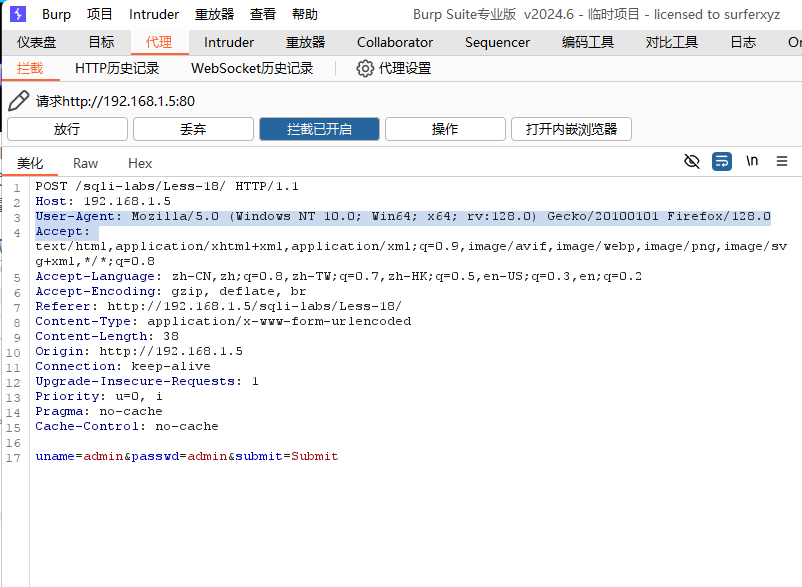 Burp 项目 Intruder 重放器 查看 帮助 Burp Suite专业版 v2024.6 - 临时项目 - licensed to surferxyz
仪表盘 目标 代理 Intruder 重放器 Collaborator Sequencer 编码工具 对比工具 日志 Or
拦截 HTTP历史记录 WebSocket历史记录 代理设置
请求http://192.168.1.5:80
放行 丢弃 拦截已开启 操作 打开内嵌浏览器
美化 Raw Hex \n
1 POST /sqli-labs/Less-18/ HTTP/1.1
2 Host: 192.168.1.5
3 User-Agent: Mozilla/5.0 (Windows NT 10.0; Win64; x64; rv:128.0) Gecko/20100101 Firefox/128.0
4 Accept:
text/html,application/xhtml+xml,application/xml;q=0.9,image/avif,image/webp,image/png,image/sv
g+xml,*/*;q=0.8
5 Accept-Language: zh-CN,zh;q=0.8,zh-TW;q=0.7,zh-HK;q=0.5,en-US;q=0.3,en;q=0.2
6 Accept-Encoding: gzip, deflate, br
7 Referer: http://192.168.1.5/sqli-labs/Less-18/
8 Content-Type: application/x-www-form-urlencoded
9 Content-Length: 38
10 Origin: http://192.168.1.5
11 Connection: keep-alive
12 Upgrade-Insecure-Requests: 1
13 Priority: u=0, i
14 Pragma: no-cache
15 Cache-Control: no-cache
16
17 uname=admin&passwd=admin&submit=Submit